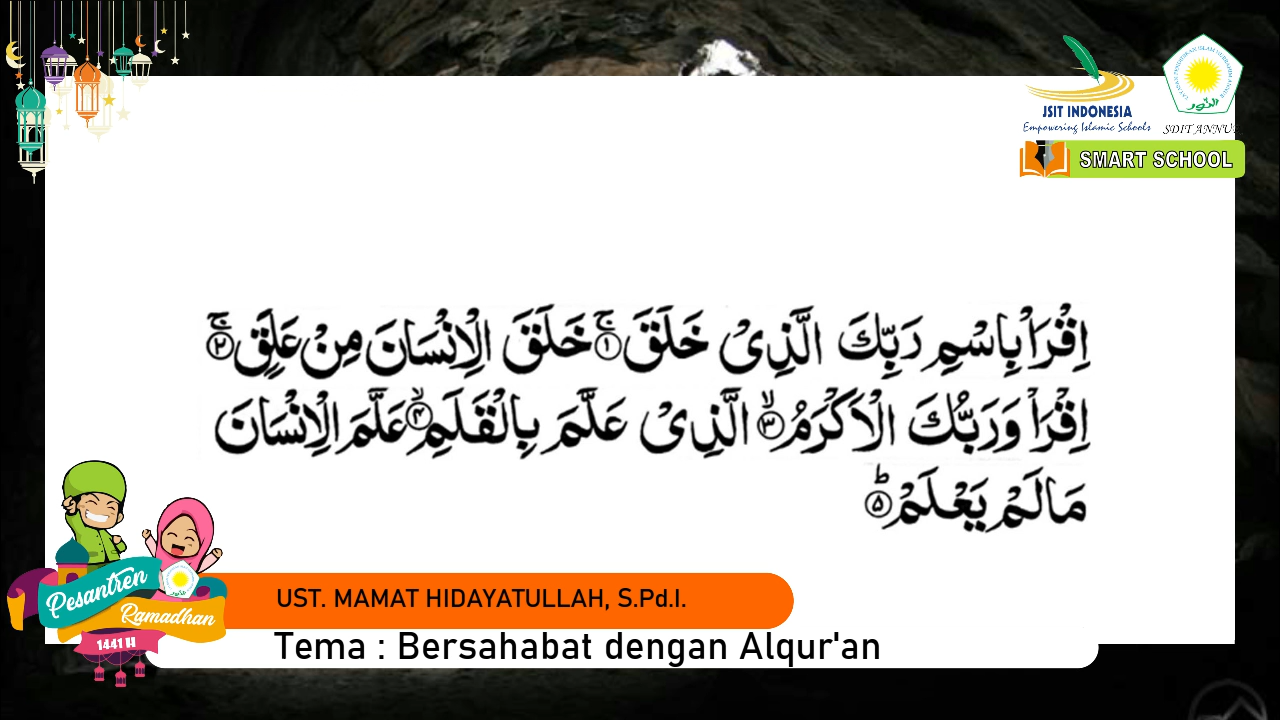 JSIT INDONESIA
Empowering Islamic Schools
SDIT ANNUR
SMART SCHOOL
اِقْرَأْ بِاسْمِ رَبِّكَ الَّذِيْ خَلَقَۚ ۝١ خَلَقَ الْاِنْسَانَ مِنْ عَلَقٍۚ ۝٢
اِقْرَأْ وَرَبُّكَ الْاَكْرَمُۙ ۝٣ الَّذِيْ عَلَّمَ بِالْقَلَمِۙ ۝٤ عَلَّمَ الْاِنْسَانَ
مَا لَمْ يَعْلَمْۗ ۝٥
Pesantren
Ramadhan
1441 H
UST. MAMAT HIDAYATULLAH, S.Pd.I.
Tema : Bersahabat dengan Alqur'an